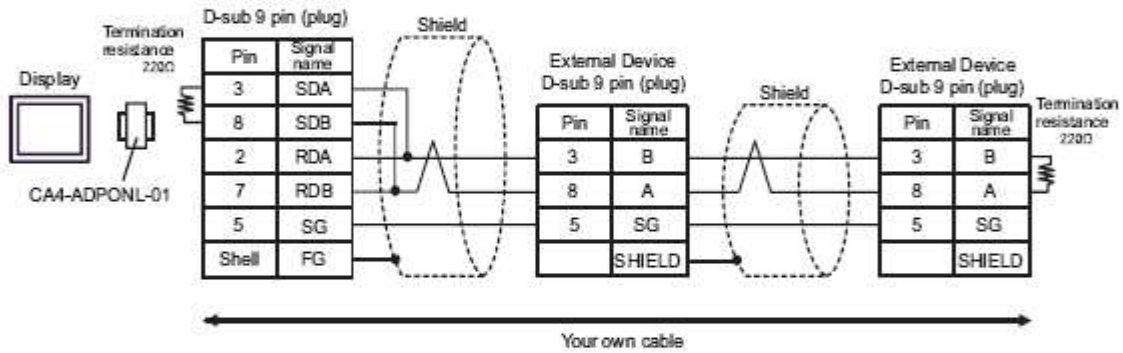 Display
CA4-ADPONL-01
Termination
resistance
220Ω
D-sub 9 pin (plug)
Pin Signal name
3 SDA
8 SDB
2 RDA
7 RDB
5 SG
Shell FG
Shield
External Device
D-sub 9 pin (plug)
Pin Signal name
3 B
8 A
5 SG
SHIELD
Shield
External Device
D-sub 9 pin (plug)
Pin Signal name
3 B
8 A
5 SG
SHIELD
Termination
resistance
220Ω
Your own cable